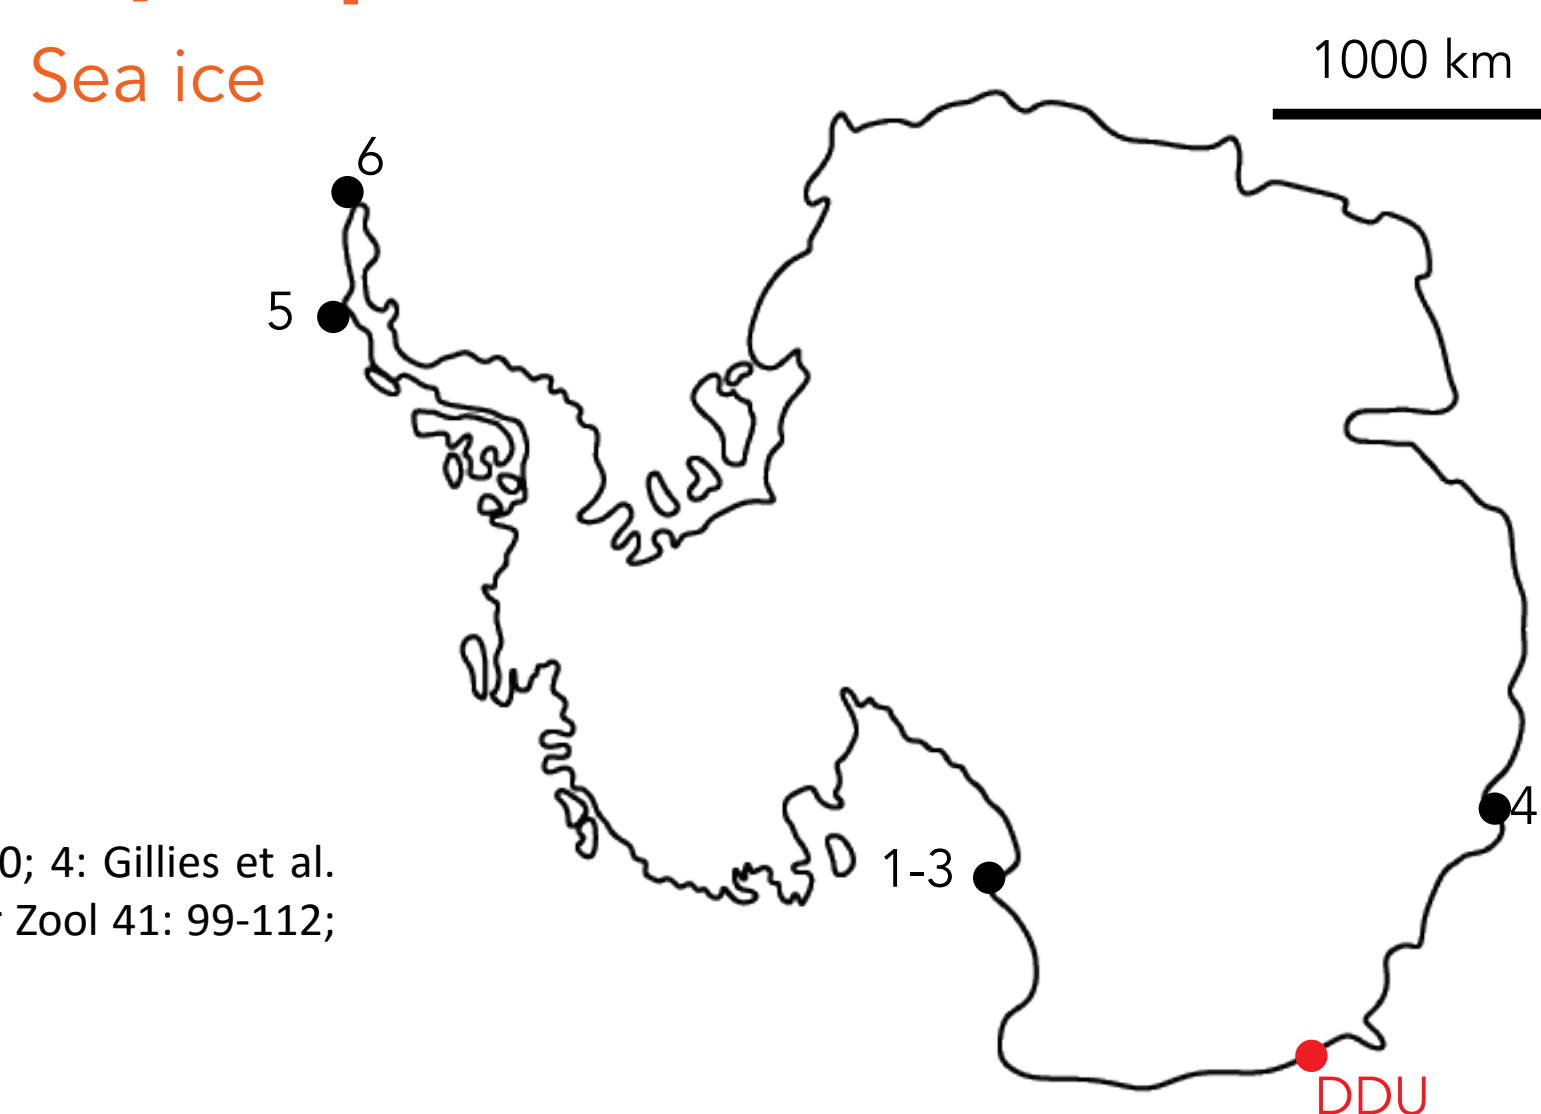 Sea ice
1000 km
6
5
4
1-3
0; 4: Gillies et al.
Zool 41: 99-112;
DDU